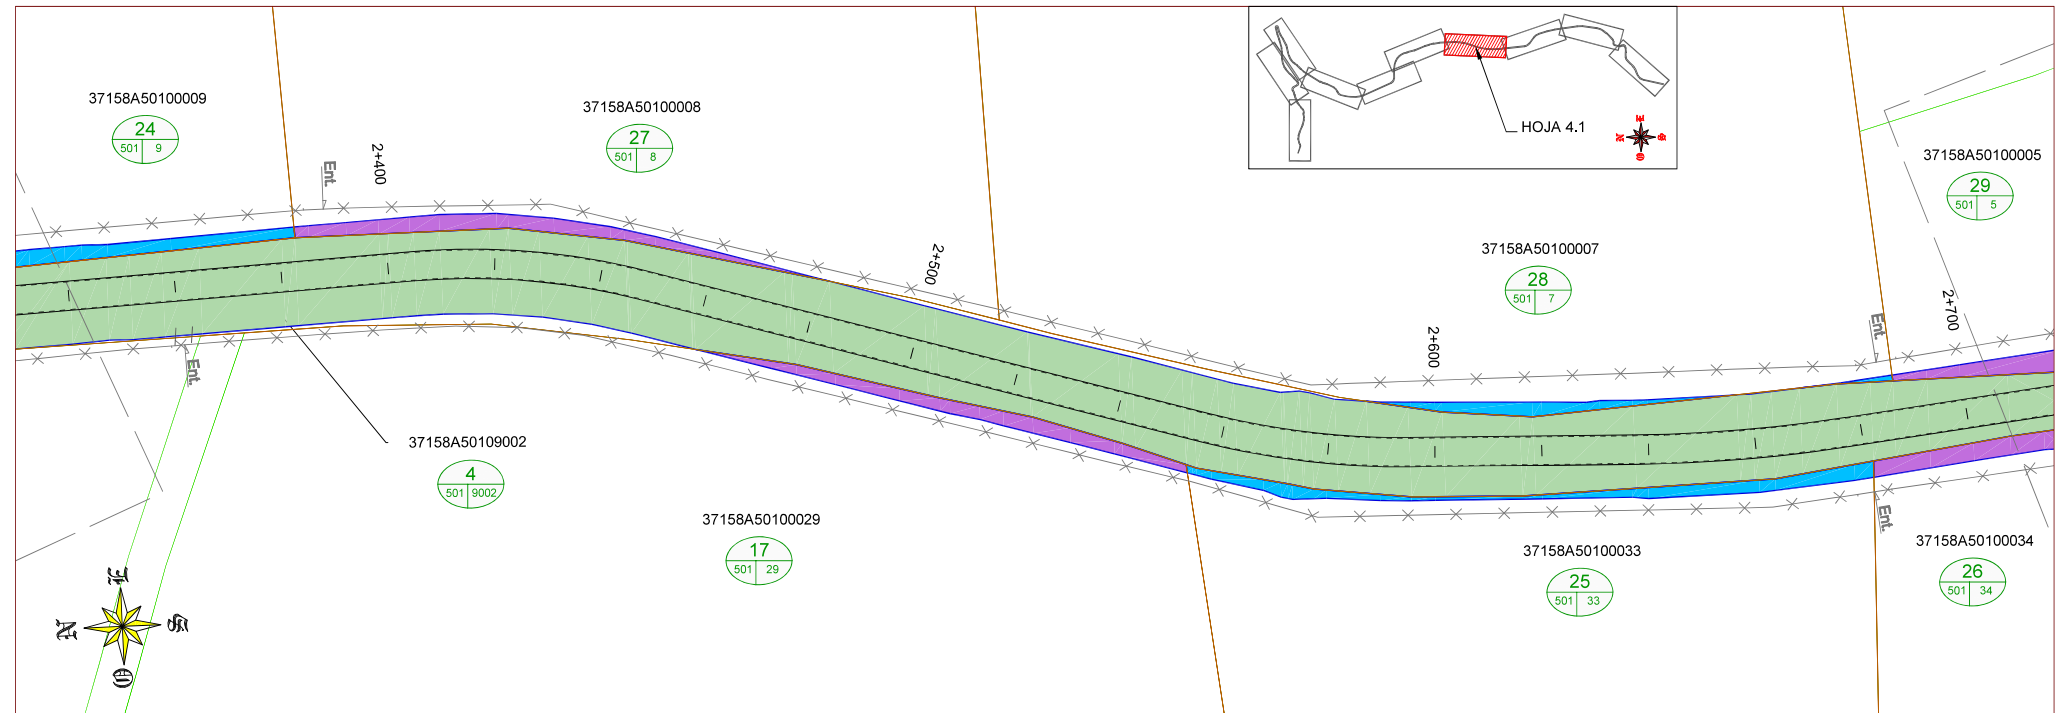 37158A50100009
24
501 9
2+400
Ent.
37158A50100008
27
501 8
2+500
HOJA 4.1
E
N
S
O
37158A50100005
29
501 5
37158A50100007
28
501 7
2+600
2+700
Ent.
Ent.
37158A50109002
4
501 9002
37158A50100029
17
501 29
37158A50100033
25
501 33
Ent.
37158A50100034
26
501 34
E
N
S
O